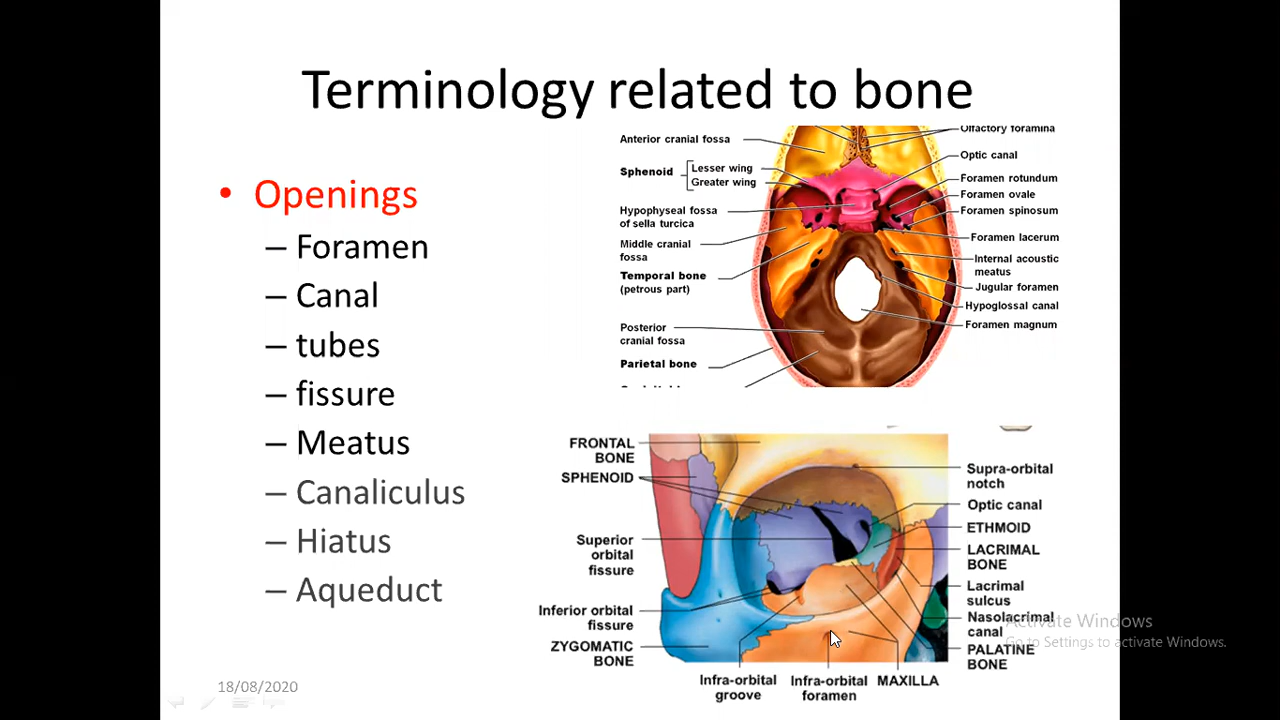 Terminology related to bone
• Openings
– Foramen
– Canal
– tubes
– fissure
– Meatus
– Canaliculus
– Hiatus
– Aqueduct
Anterior cranial fossa
Sphenoid
Lesser wing
Greater wing
Hypophyseal fossa
of sella turcica
Middle cranial
fossa
Temporal bone
(petrous part)
Posterior
cranial fossa
Parietal bone
Olfactory foramina
Optic canal
Foramen rotundum
Foramen ovale
Foramen spinosum
Foramen lacerum
Internal acoustic
meatus
Jugular foramen
Hypoglossal canal
Foramen magnum
FRONTAL
BONE
SPHENOID
Superior
orbital
fissure
Inferior orbital
fissure
ZYGOMATIC
BONE
Infra-orbital
groove
Infra-orbital
foramen
MAXILLA
Supra-orbital
notch
Optic canal
ETHMOID
LACRIMAL
BONE
Lacrimal
sulcus
Nasolacrimal
canal
PALATINE
BONE
Activate Windows
Go to Settings to activate Windows.
18/08/2020